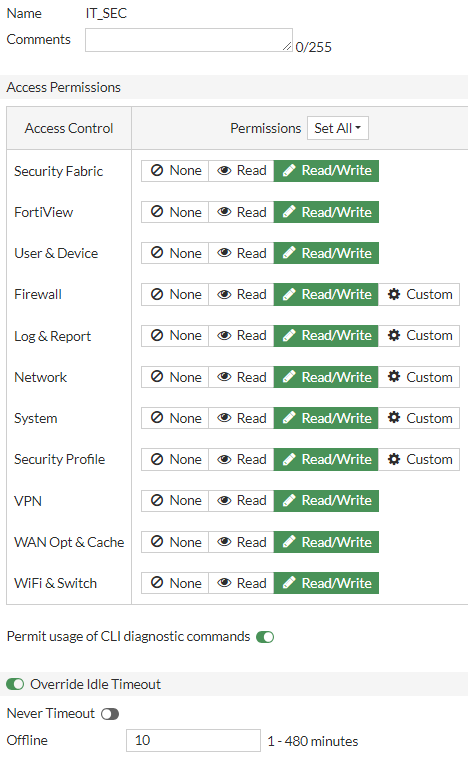 Name IT_SEC
Comments 0/255
Access Permissions
Access Control Permissions Set All
Security Fabric None Read Read/Write
FortiView None Read Read/Write
User & Device None Read Read/Write
Firewall None Read Read/Write Custom
Log & Report None Read Read/Write Custom
Network None Read Read/Write Custom
System None Read Read/Write Custom
Security Profile None Read Read/Write Custom
VPN None Read Read/Write
WAN Opt & Cache None Read Read/Write
WiFi & Switch None Read Read/Write
Permit usage of CLI diagnostic commands
Override Idle Timeout
Never Timeout
Offline 10 1 - 480 minutes